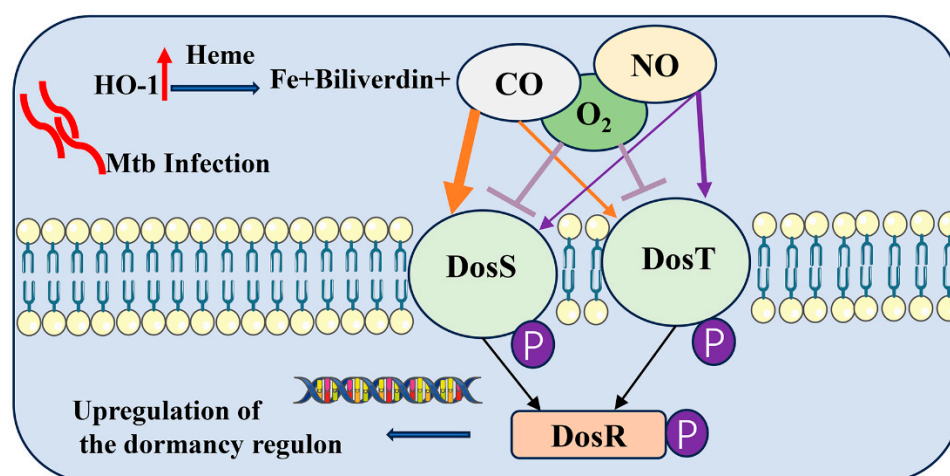 Heme
HO-1
Fe+Biliverdin+
CO
NO
O₂
Mtb Infection
DosS
DosT
P
P
Upregulation of
the dormancy regulon
DosR
P